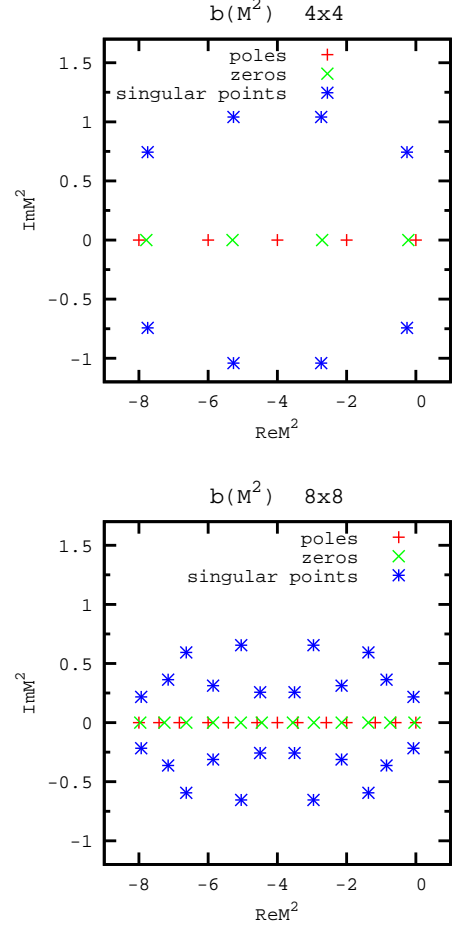 b(M²) 4x4
poles
zeros
singular points
1.5
1
0.5
0
-0.5
-1
ImM²
-8 -6 -4 -2 0
ReM²
b(M²) 8x8
poles
zeros
singular points
1.5
1
0.5
0
-0.5
-1
ImM²
-8 -6 -4 -2 0
ReM²